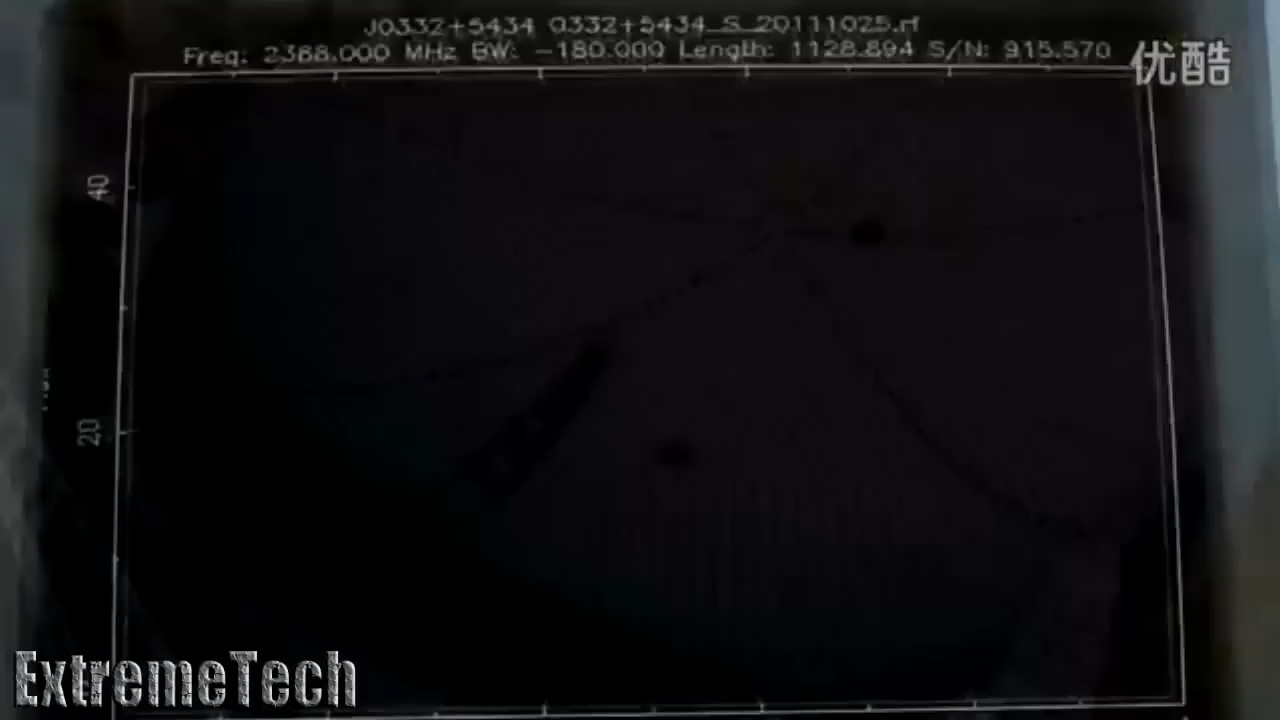 J0332+5434 0332+5434_S_20111025.rf
Freq: 2368.000 MHz BW: -180.000 Length: 1128.894 S/N: 915.570
优酷
40
20
ExtremeTech